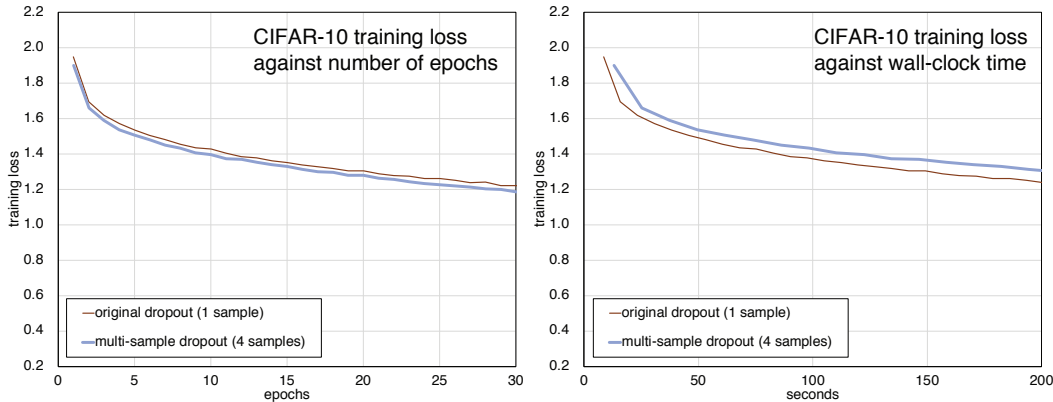 CIFAR-10 training loss
against number of epochs
training loss
2.2
2.0
1.8
1.6
1.4
1.2
1.0
0.8
0.6
0.4
0.2
original dropout (1 sample)
multi-sample dropout (4 samples)
0 5 10 15 20 25 30
epochs
CIFAR-10 training loss
against wall-clock time
training loss
2.2
2.0
1.8
1.6
1.4
1.2
1.0
0.8
0.6
0.4
0.2
original dropout (1 sample)
multi-sample dropout (4 samples)
0 50 100 150 200
seconds